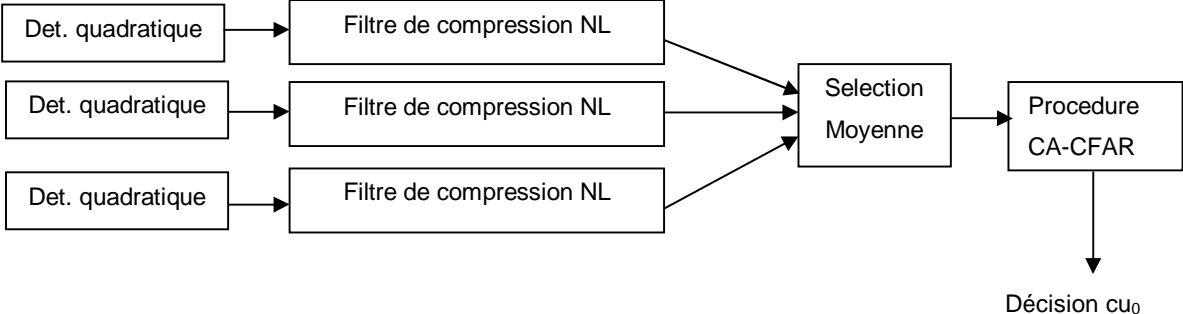 Det. quadratique
Filtre de compression NL
Det. quadratique
Filtre de compression NL
Det. quadratique
Filtre de compression NL
Selection
Moyenne
Procedure
CA-CFAR
Décision cu₀